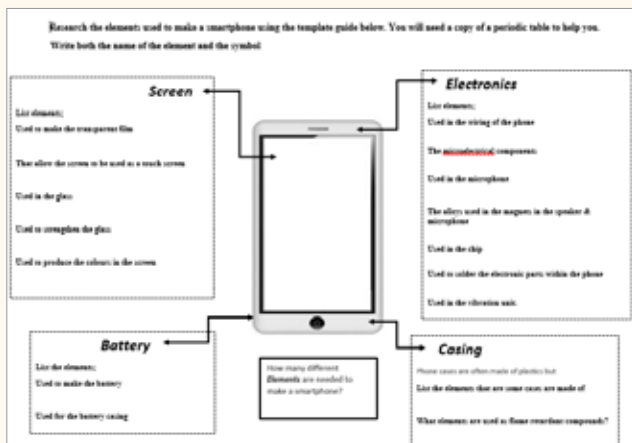 Research the elements used to make a smartphone using the template guide below. You will need a copy of a periodic table to help you.
Write both the name of the element and the symbol
Screen
List elements;
Used to make the transparent film
That allow the screen to be used as a touch screen
Used in the glass
Used to strengthen the glass
Used to produce the colours in the screen
Electronics
List elements;
Used in the wiring of the phone
The microelectrical components
Used in the microphone
The alloys used in the magnets in the speaker &
microphone
Used in the chip
Used to solder the electronic parts within the phone
Used in the vibration unit
Battery
List the elements;
Used to make the battery
Used for the battery casing
How many different
Elements are needed to
make a smartphone?
Casing
Phone cases are often made of plastics but
List the elements that are some cases are made of
What elements are used as flame retardant compounds?